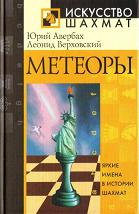 ИСКУССТВО
ШАХМАТ
Юрий Авербах
Леонид Верховский
МЕТЕОРЫ
ЯРКИЕ
ИМЕНА
В ИСТОРИИ
ШАХМАТ